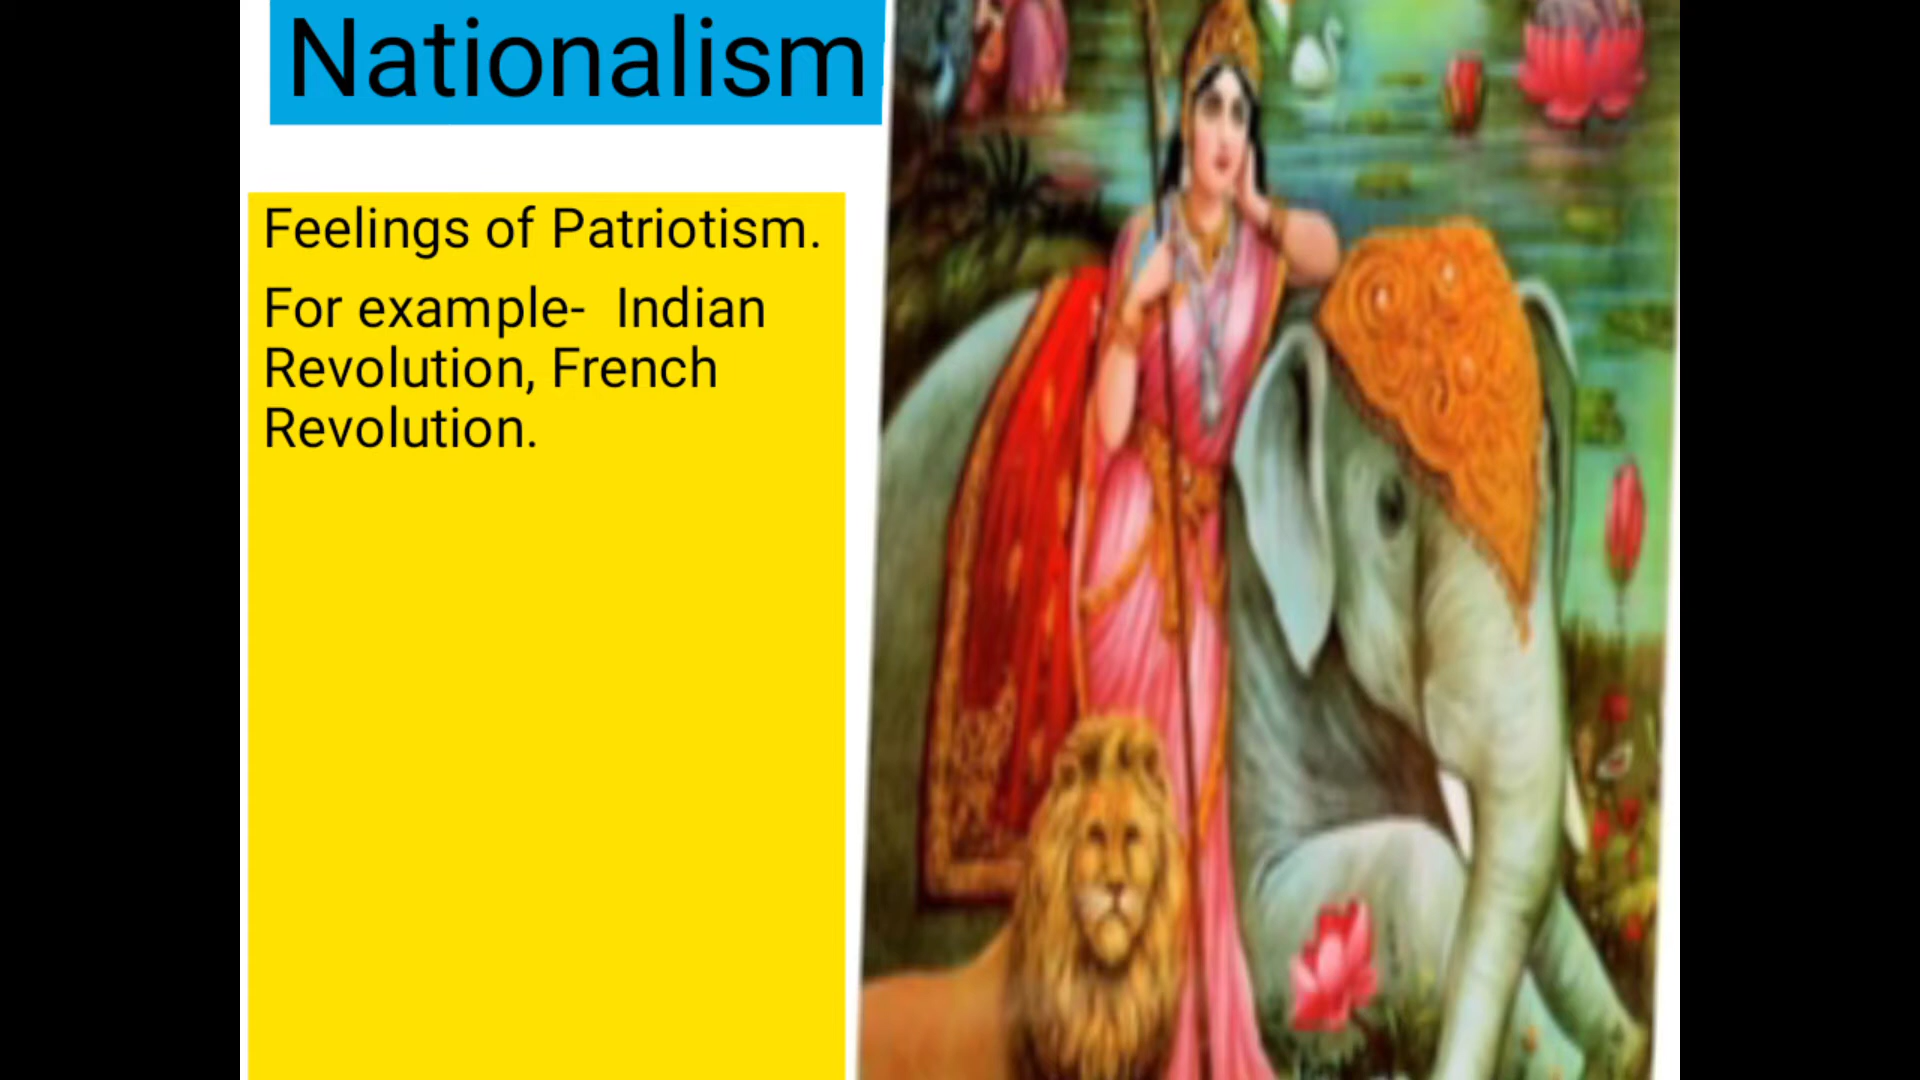 Nationalism
Feelings of Patriotism.
For example-  Indian
Revolution, French
Revolution.